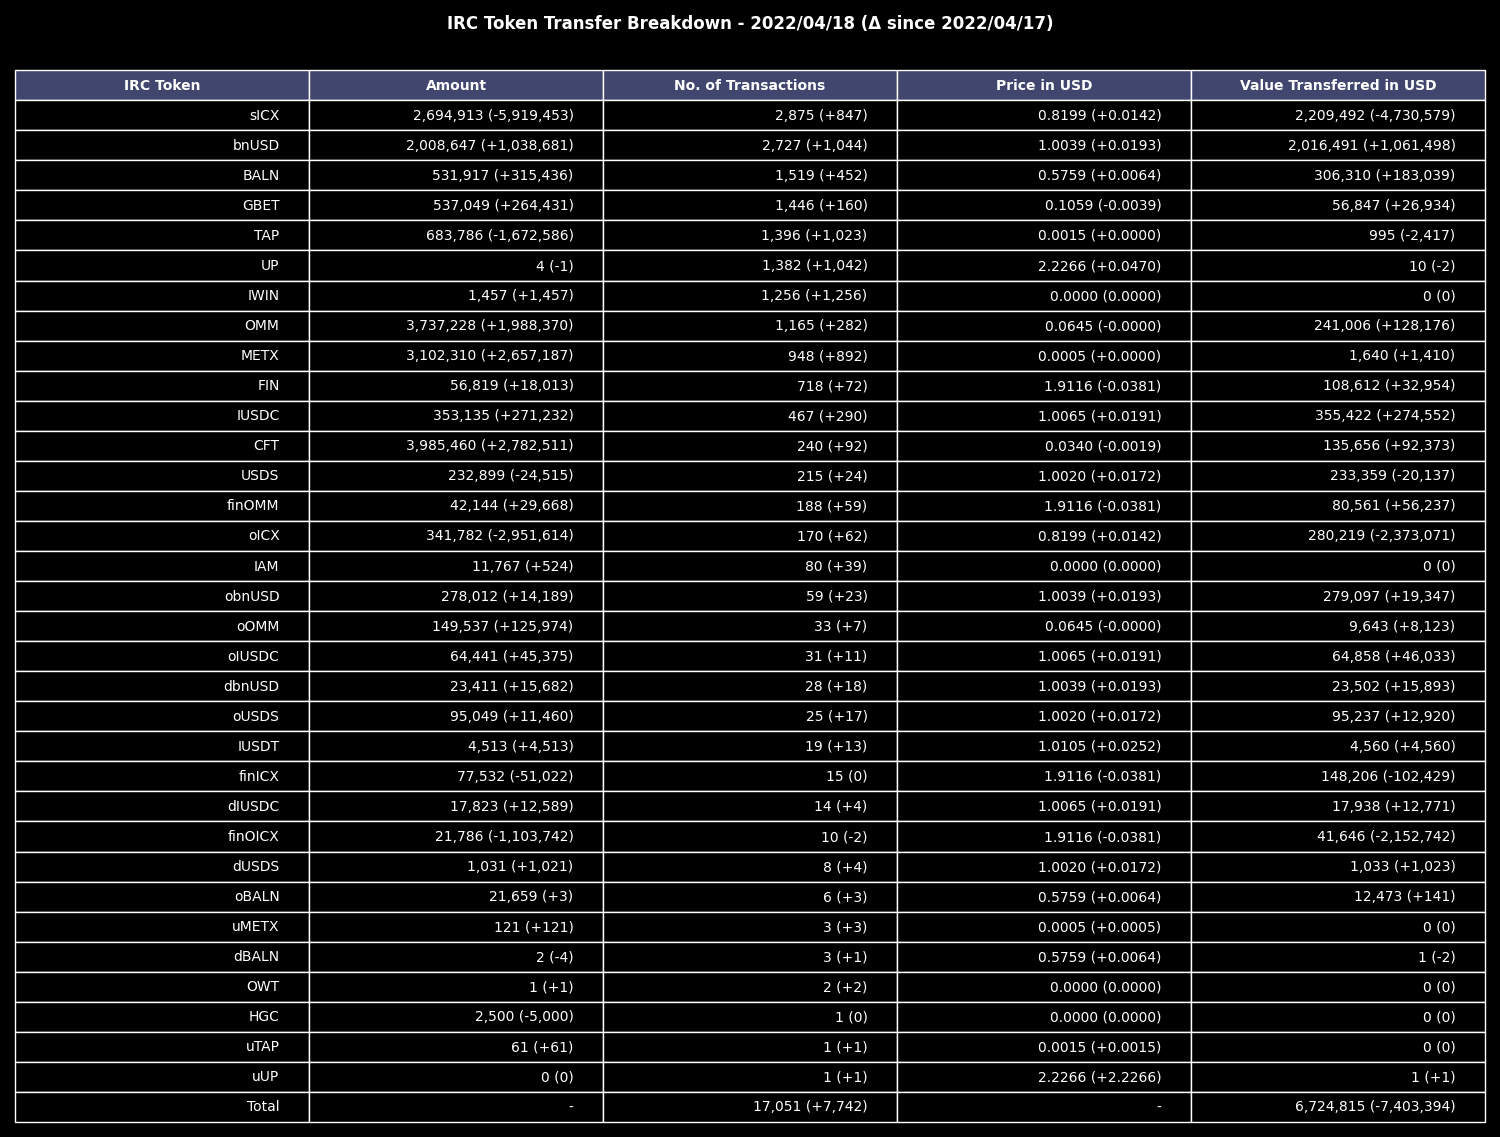 IRC Token Transfer Breakdown - 2022/04/18 (Δ since 2022/04/17)
IRC Token Amount No. of Transactions Price in USD Value Transferred in USD
sICX 2,694,913 (-5,919,453) 2,875 (+847) 0.8199 (+0.0142) 2,209,492 (-4,730,579)
bnUSD 2,008,647 (+1,038,681) 2,727 (+1,044) 1.0039 (+0.0193) 2,016,491 (+1,061,498)
BALN 531,917 (+315,436) 1,519 (+452) 0.5759 (+0.0064) 306,310 (+183,039)
GBET 537,049 (+264,431) 1,446 (+160) 0.1059 (-0.0039) 56,847 (+26,934)
TAP 683,786 (-1,672,586) 1,396 (+1,023) 0.0015 (+0.0000) 995 (-2,417)
UP 4 (-1) 1,382 (+1,042) 2.2266 (+0.0470) 10 (-2)
IWIN 1,457 (+1,457) 1,256 (+1,256) 0.0000 (0.0000) 0 (0)
OMM 3,737,228 (+1,988,370) 1,165 (+282) 0.0645 (-0.0000) 241,006 (+128,176)
METX 3,102,310 (+2,657,187) 948 (+892) 0.0005 (+0.0000) 1,640 (+1,410)
FIN 56,819 (+18,013) 718 (+72) 1.9116 (-0.0381) 108,612 (+32,954)
IUSDC 353,135 (+271,232) 467 (+290) 1.0065 (+0.0191) 355,422 (+274,552)
CFT 3,985,460 (+2,782,511) 240 (+92) 0.0340 (-0.0019) 135,656 (+92,373)
USDS 232,899 (-24,515) 215 (+24) 1.0020 (+0.0172) 233,359 (-20,137)
finOMM 42,144 (+29,668) 188 (+59) 1.9116 (-0.0381) 80,561 (+56,237)
oICX 341,782 (-2,951,614) 170 (+62) 0.8199 (+0.0142) 280,219 (-2,373,071)
IAM 11,767 (+524) 80 (+39) 0.0000 (0.0000) 0 (0)
obnUSD 278,012 (+14,189) 59 (+23) 1.0039 (+0.0193) 279,097 (+19,347)
oOMM 149,537 (+125,974) 33 (+7) 0.0645 (-0.0000) 9,643 (+8,123)
oIUSDC 64,441 (+45,375) 31 (+11) 1.0065 (+0.0191) 64,858 (+46,033)
dbnUSD 23,411 (+15,682) 28 (+18) 1.0039 (+0.0193) 23,502 (+15,893)
oUSDS 95,049 (+11,460) 25 (+17) 1.0020 (+0.0172) 95,237 (+12,920)
IUSDT 4,513 (+4,513) 19 (+13) 1.0105 (+0.0252) 4,560 (+4,560)
finICX 77,532 (-51,022) 15 (0) 1.9116 (-0.0381) 148,206 (-102,429)
dIUSDC 17,823 (+12,589) 14 (+4) 1.0065 (+0.0191) 17,938 (+12,771)
finOICX 21,786 (-1,103,742) 10 (-2) 1.9116 (-0.0381) 41,646 (-2,152,742)
dUSDS 1,031 (+1,021) 8 (+4) 1.0020 (+0.0172) 1,033 (+1,023)
oBALN 21,659 (+3) 6 (+3) 0.5759 (+0.0064) 12,473 (+141)
uMETX 121 (+121) 3 (+3) 0.0005 (+0.0005) 0 (0)
dBALN 2 (-4) 3 (+1) 0.5759 (+0.0064) 1 (-2)
OWT 1 (+1) 2 (+2) 0.0000 (0.0000) 0 (0)
HGC 2,500 (-5,000) 1 (0) 0.0000 (0.0000) 0 (0)
uTAP 61 (+61) 1 (+1) 0.0015 (+0.0015) 0 (0)
uUP 0 (0) 1 (+1) 2.2266 (+2.2266) 1 (+1)
Total - 17,051 (+7,742) - 6,724,815 (-7,403,394)